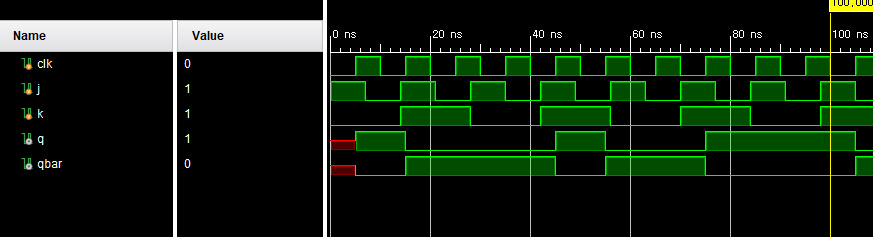 100,000
Name Value
0 ns 20 ns 40 ns 60 ns 80 ns 100 ns
clk 0
j 1
k 1
q 1
qbar 0